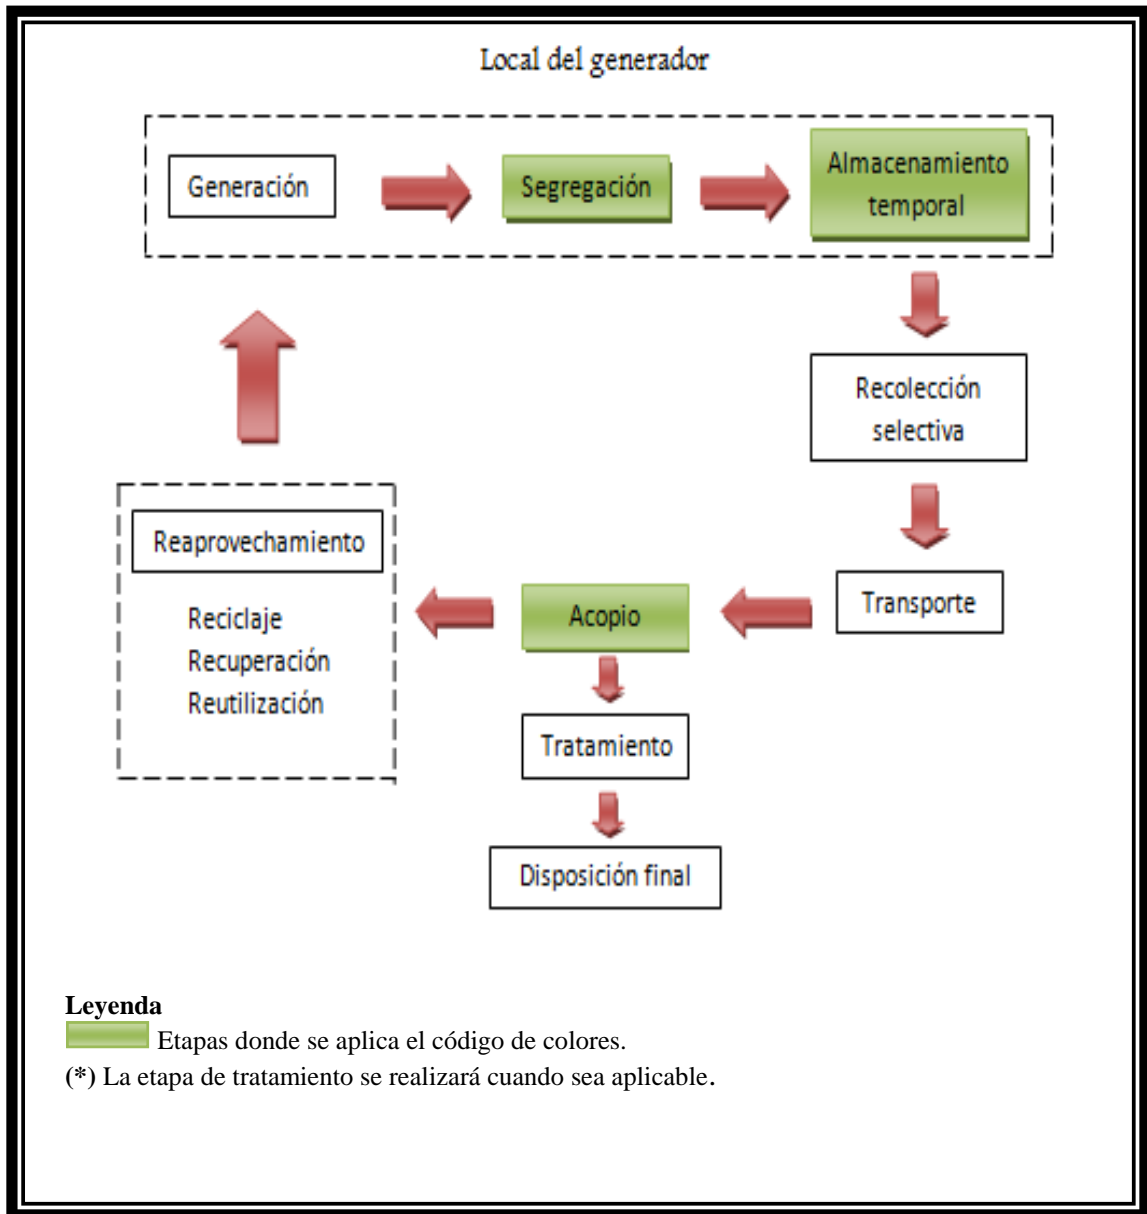 Local del generador
Generación
Segregación
Almacenamiento
temporal
Recolección
selectiva
Transporte
Acopio
Reaprovechamiento
Reciclaje
Recuperación
Reutilización
Tratamiento
Disposición final
Leyenda
Etapas donde se aplica el código de colores.
(*) La etapa de tratamiento se realizará cuando sea aplicable.